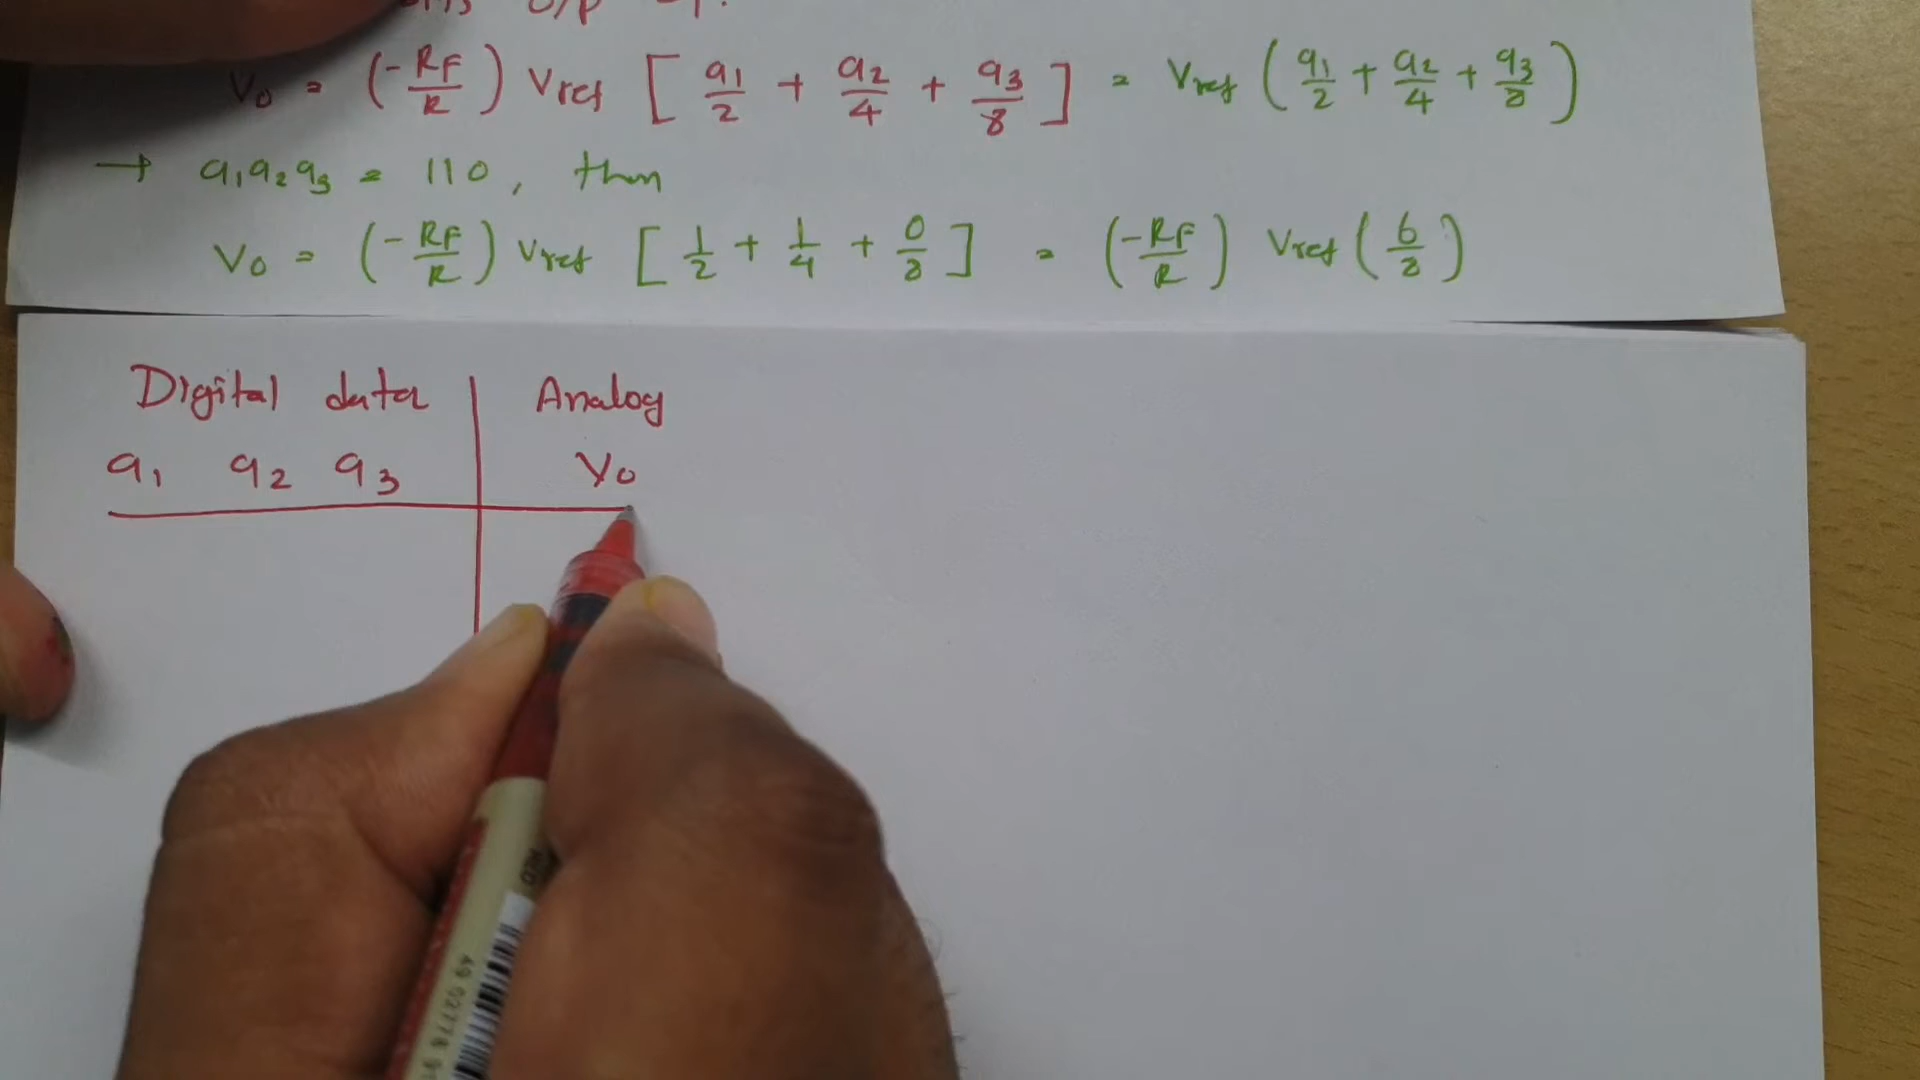 o/p
V0 = (-RF/R) Vref [ a1/2 + a2/4 + a3/8 ] = Vref ( a1/2 + a2/4 + a3/8 )
→ a1a2a3 = 110, then
V0 = (-RF/R) Vref [ 1/2 + 1/4 + 0/8 ] = (-RF/R) Vref ( 6/8 )
Digital data | Analog
a1 a2 a3 | V0
RED